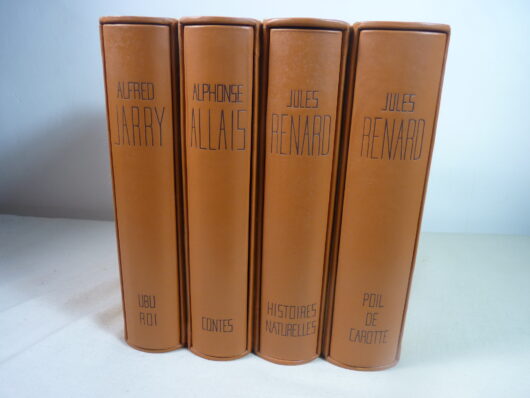 ALFRED
JARRY
UBU
ROI
ALPHONSE
ALLAIS
CONTES
JULES
RENARD
HISTOIRES
NATURELLES
JULES
RENARD
POIL
DE
CAROTTE